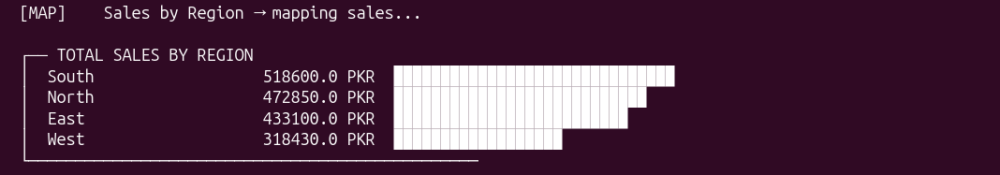 [MAP]    Sales by Region → mapping sales...
TOTAL SALES BY REGION
South                  518600.0 PKR
North                  472850.0 PKR
East                   433100.0 PKR
West                   318430.0 PKR